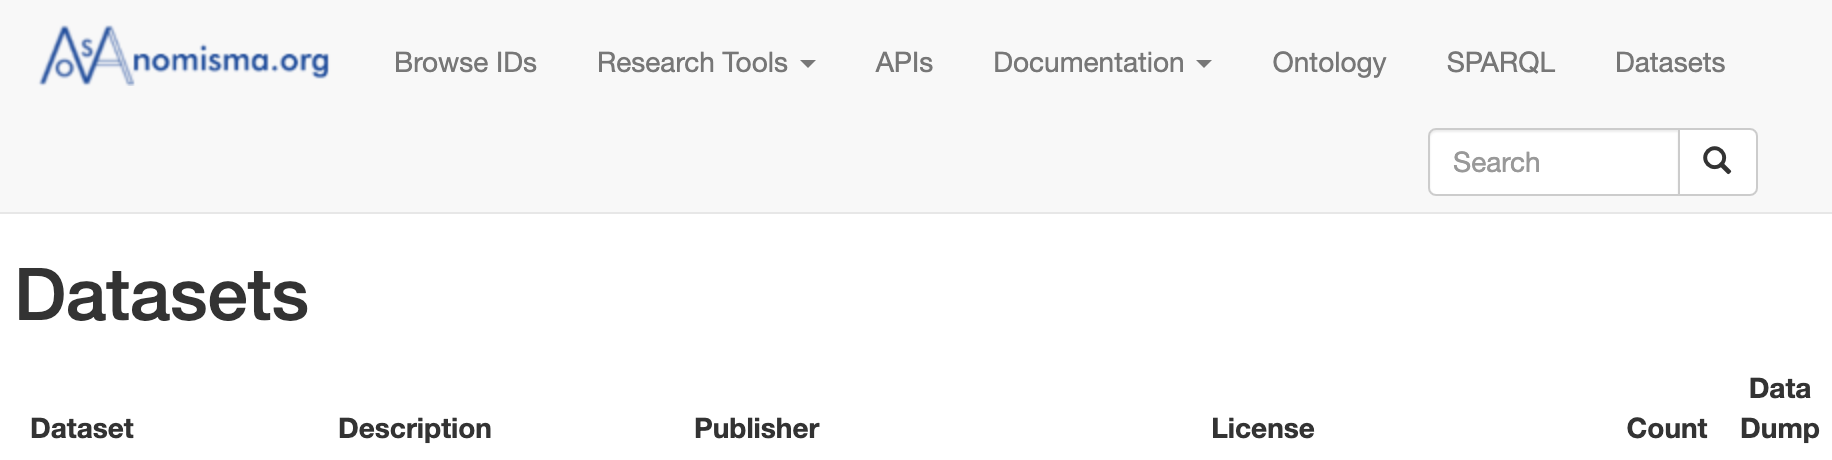 nomisma.org Browse IDs Research Tools APIs Documentation Ontology SPARQL Datasets
Search
Datasets
Dataset Description Publisher License Count Data Dump